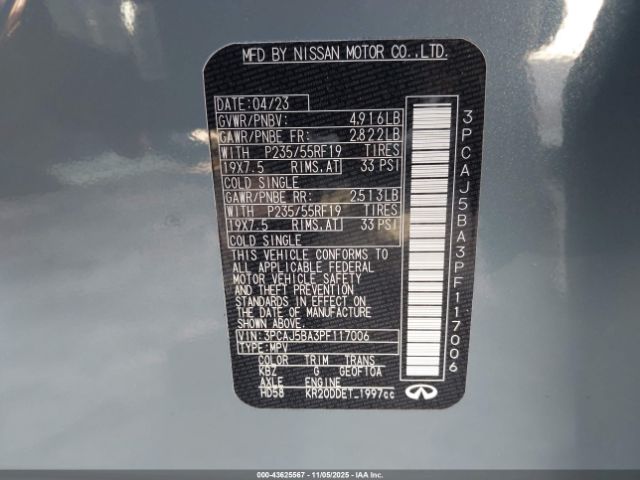 MFD BY NISSAN MOTOR CO.,LTD.
DATE: 04/23
GVWR/PNBV: 4,916LB
GAWR/PNBE FR: 2,822LB
WITH P235/55RF19 TIRES
19X7.5 RIMS,AT 33 PSI
COLD SINGLE
GAWR/PNBE RR: 2,513LB
WITH P235/55RF19 TIRES
19X7.5 RIMS,AT 33 PSI
COLD SINGLE
THIS VEHICLE CONFORMS TO
ALL APPLICABLE FEDERAL
MOTOR VEHICLE SAFETY
AND THEFT PREVENTION
STANDARDS IN EFFECT ON
THE DATE OF MANUFACTURE
SHOWN ABOVE.
VIN: 3PCAJ5BA3PF117006
TYPE: MPV
COLOR TRIM TRANS
KBZ G GE0F10A
AXLE ENGINE
HD58 KR20DDET_1997cc
3PCAJ5BA3PF117006
000-43625567 - 11/05/2025 - IAAI.CA